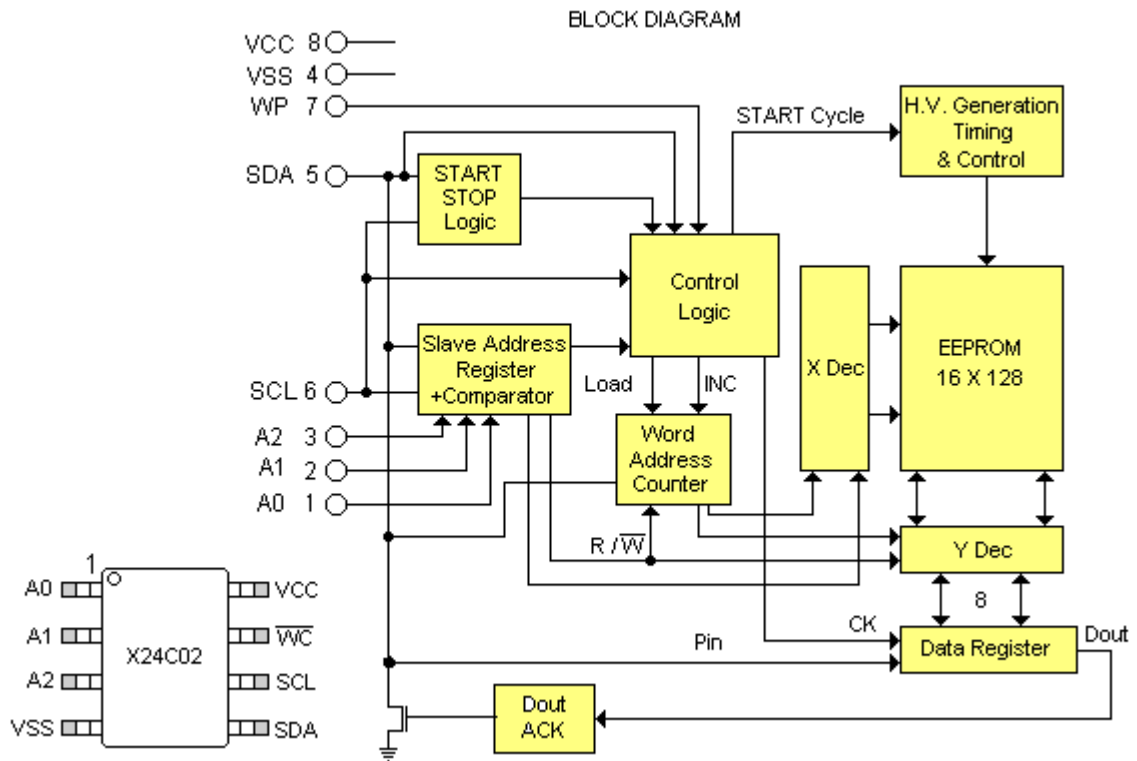 BLOCK DIAGRAM
VCC 8
VSS 4
WP 7
SDA 5
START
STOP
Logic
START Cycle
H.V. Generation
Timing
& Control
Control
Logic
Slave Address
Register
+Comparator
SCL 6
A2 3
A1 2
A0 1
Load
INC
Word
Address
Counter
X Dec
EEPROM
16 X 128
R / W̅
Y Dec
8
CK
Pin
Data Register
Dout
Dout
ACK
1
A0
A1
A2
VSS
X24C02
VCC
W̅C̅
SCL
SDA